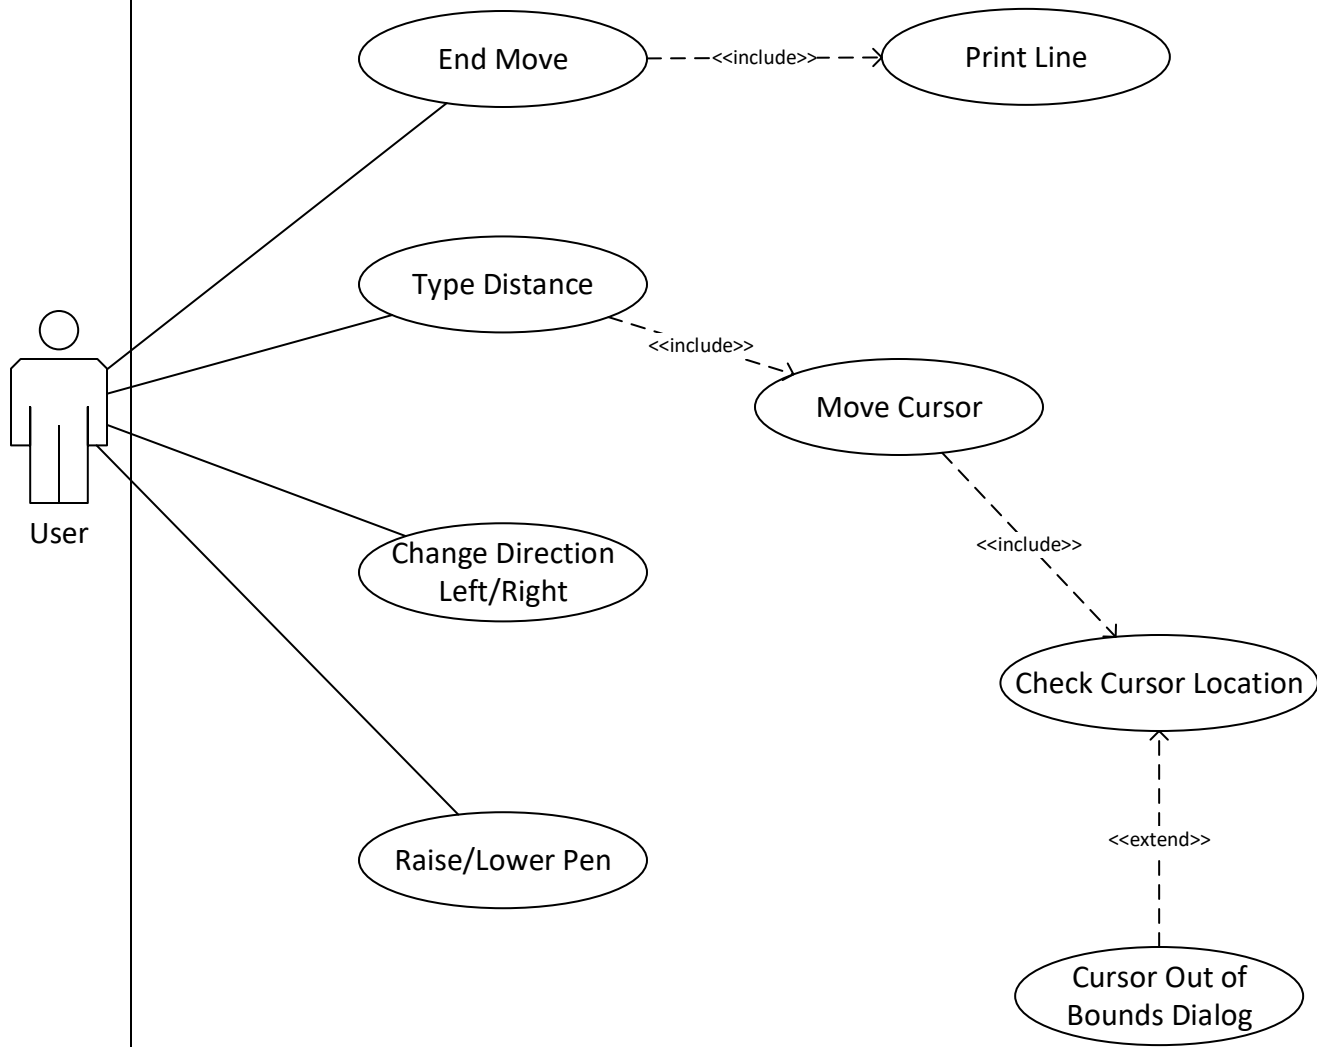 End Move
<<include>>
Print Line
Type Distance
<<include>>
Move Cursor
User
Change Direction
Left/Right
<<include>>
Check Cursor Location
Raise/Lower Pen
<<extend>>
Cursor Out of
Bounds Dialog